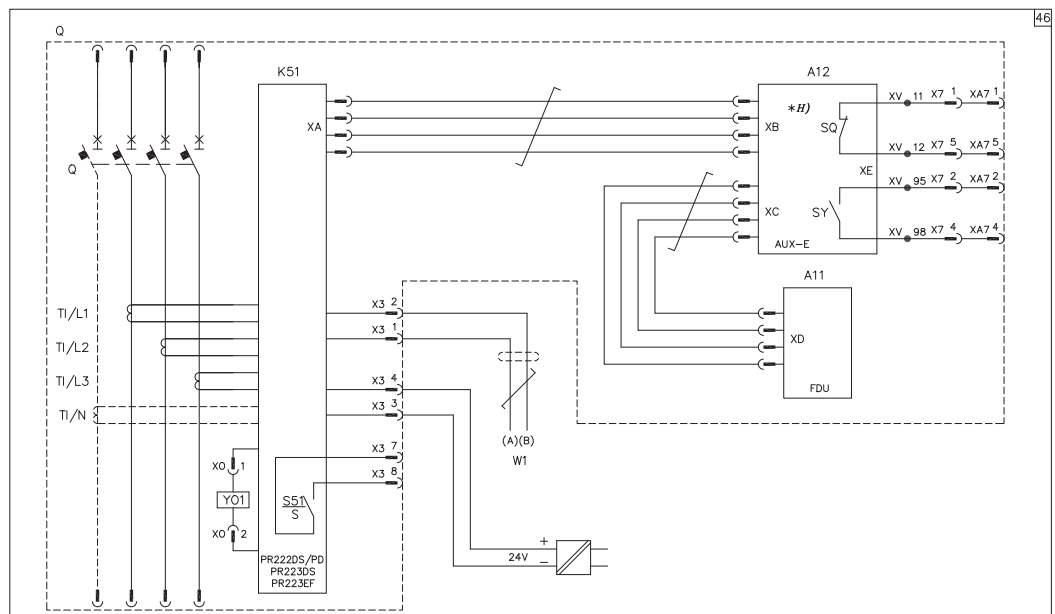 46
Q
K51
A12
*H)
XA
XB
SQ
XE
XC
SY
AUX-E
XV 11 X7 1 XA7 1
XV 12 X7 5 XA7 5
XV 95 X7 2 XA7 2
XV 98 X7 4 XA7 4
Q
A11
XD
FDU
TI/L1
TI/L2
TI/L3
TI/N
X3 2
X3 1
X3 4
X3 3
X3 7
X3 8
(A)(B)
W1
XO 1
YO1
XO 2
S51
S
PR222DS/PD
PR223DS
PR223EF
+
24V
−